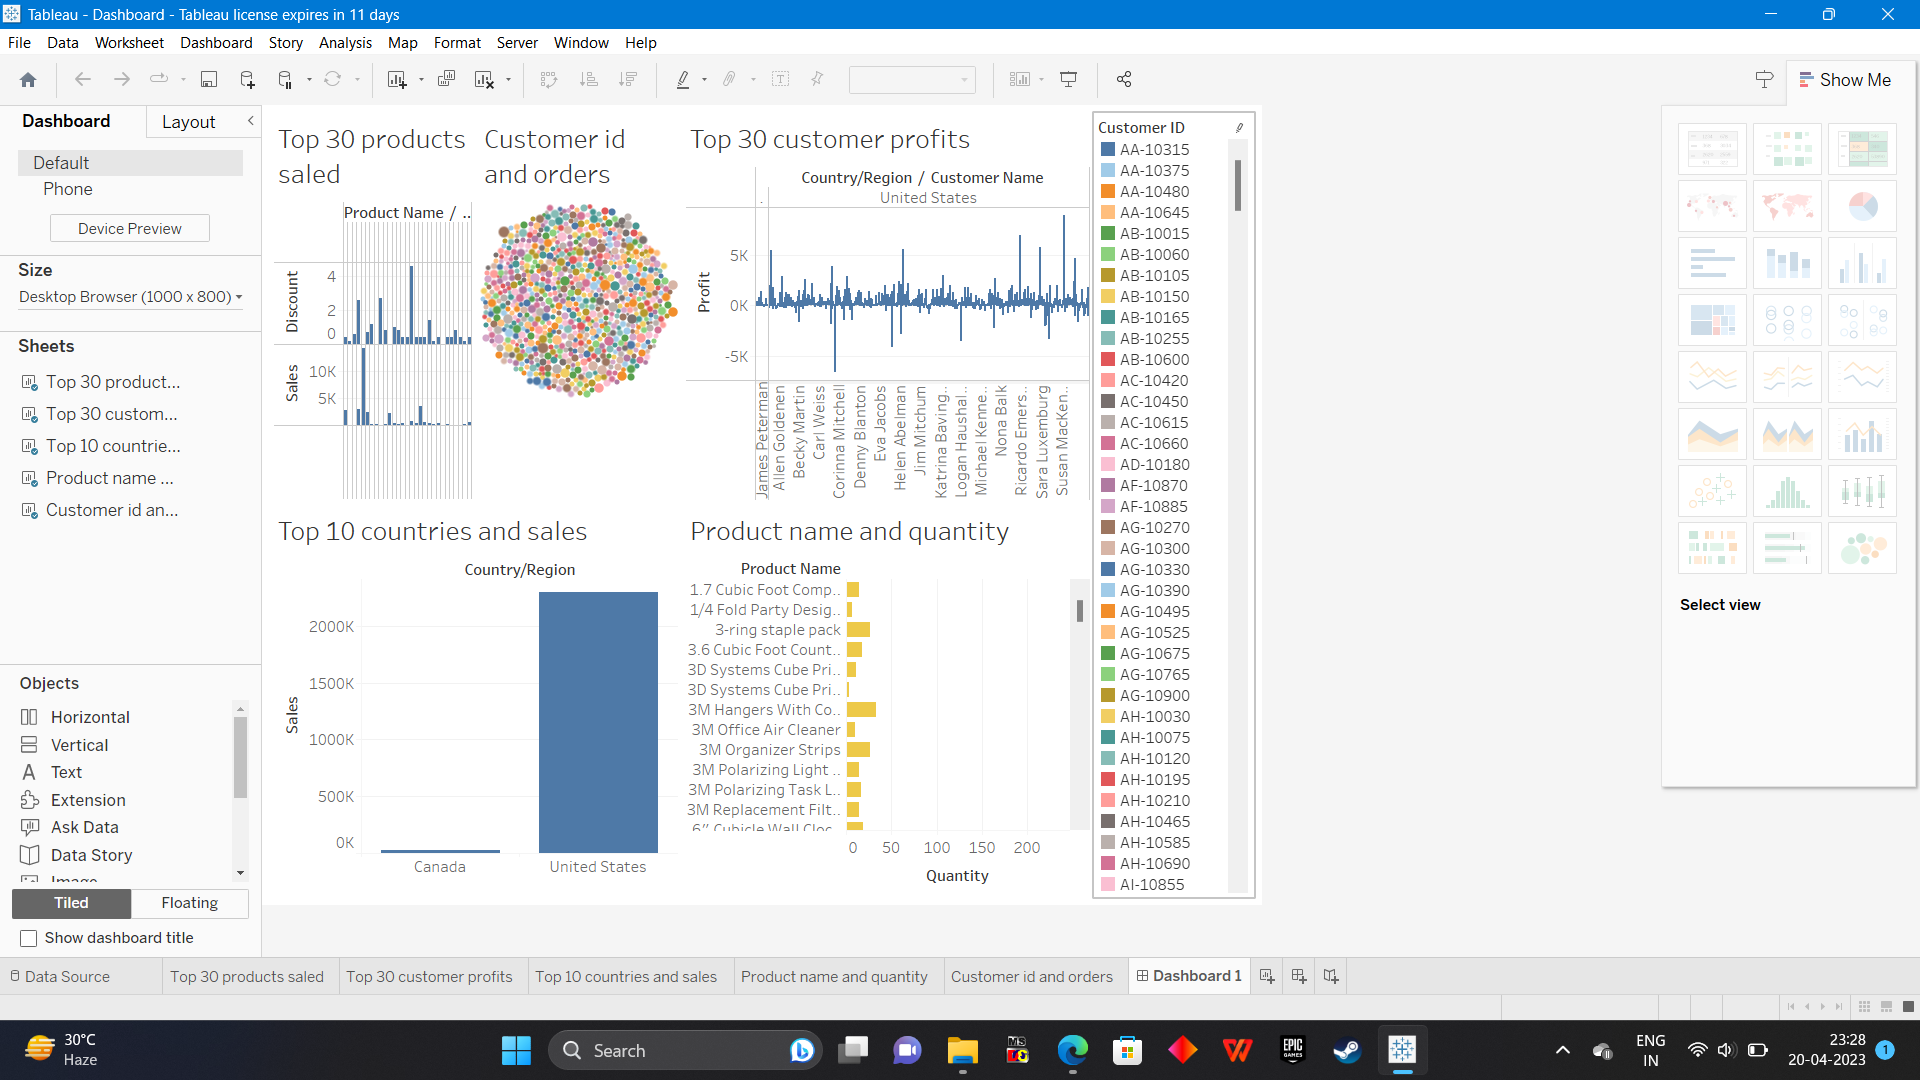 Tableau - Dashboard - Tableau license expires in 11 days
File Data Worksheet Dashboard Story Analysis Map Format Server Window Help
Show Me
Dashboard
Layout
Default
Phone
Device Preview
Size
Desktop Browser (1000 x 800)
Sheets
Top 30 product...
Top 30 custom...
Top 10 countrie...
Product name ...
Customer id an...
Objects
Horizontal
Vertical
Text
Extension
Ask Data
Data Story
Image
Tiled
Floating
Show dashboard title
Top 30 products
saled
Product Name / ..
Discount
4
2
0
Sales
10K
5K
Customer id
and orders
Top 30 customer profits
Country/Region / Customer Name
.
United States
Profit
5K
0K
-5K
James Peterman
Allen Goldenen
Becky Martin
Carl Weiss
Corinna Mitchell
Denny Blanton
Eva Jacobs
Helen Abelman
Jim Mitchum
Katrina Baving..
Logan Haushal..
Michael Kenne..
Nona Balk
Ricardo Emers..
Sara Luxemburg
Susan MacKen..
Top 10 countries and sales
Country/Region
Sales
2000K
1500K
1000K
500K
0K
Canada
United States
Product name and quantity
Product Name
1.7 Cubic Foot Comp..
1/4 Fold Party Desig..
3-ring staple pack
3.6 Cubic Foot Count..
3D Systems Cube Pri..
3D Systems Cube Pri..
3M Hangers With Co..
3M Office Air Cleaner
3M Organizer Strips
3M Polarizing Light ..
3M Polarizing Task L..
3M Replacement Filt..
6" Cubicle Wall Cloc..
0 50 100 150 200
Quantity
Customer ID
AA-10315
AA-10375
AA-10480
AA-10645
AB-10015
AB-10060
AB-10105
AB-10150
AB-10165
AB-10255
AB-10600
AC-10420
AC-10450
AC-10615
AC-10660
AD-10180
AF-10870
AF-10885
AG-10270
AG-10300
AG-10330
AG-10390
AG-10495
AG-10525
AG-10675
AG-10765
AG-10900
AH-10030
AH-10075
AH-10120
AH-10195
AH-10210
AH-10465
AH-10585
AH-10690
AI-10855
Select view
Data Source
Top 30 products saled
Top 30 customer profits
Top 10 countries and sales
Product name and quantity
Customer id and orders
Dashboard 1
30°C
Haze
Search
MS
EPIC
GAMES
ENG
IN
23:28
20-04-2023
1